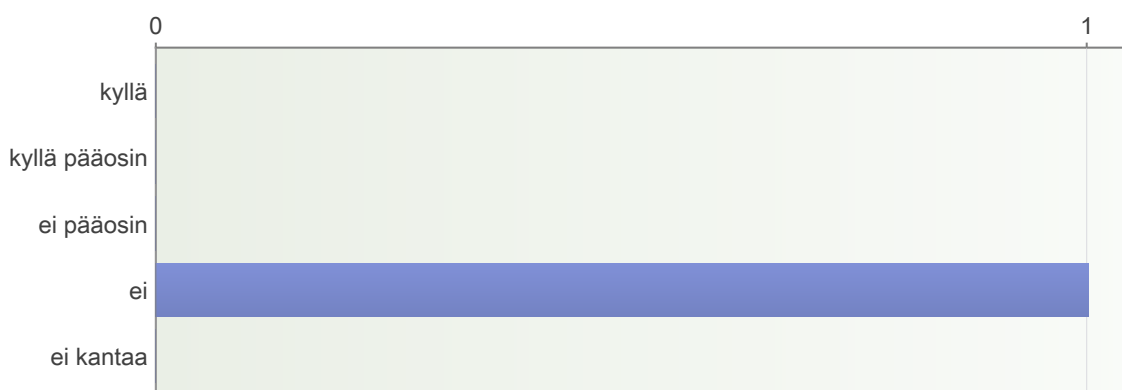 0 1
kyllä
kyllä pääosin
ei pääosin
ei
ei kantaa